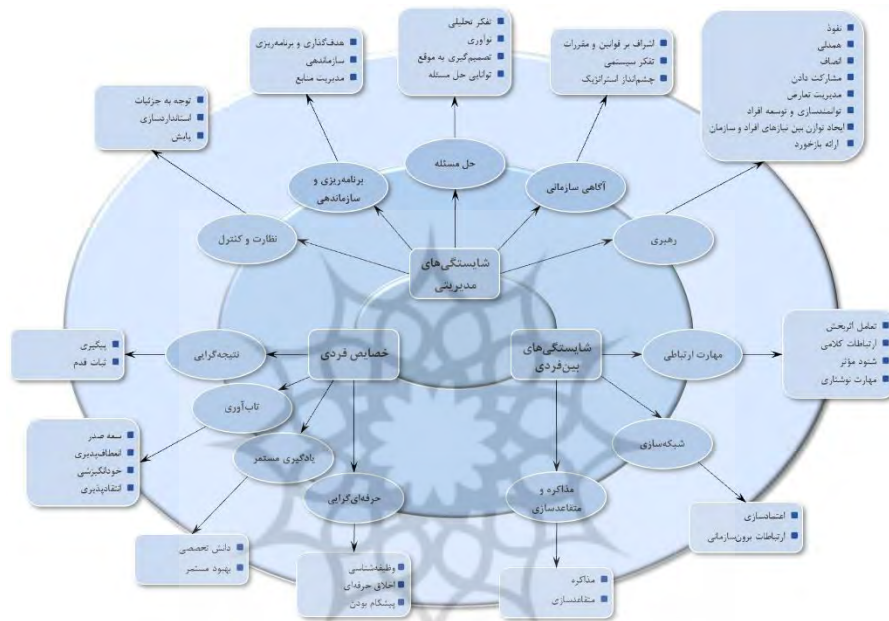 تفکر تحلیلی
نوآوری
تصمیم‌گیری به موقع
توانایی حل مسئله
هدف‌گذاری و برنامه‌ریزی
سازماندهی
مدیریت منابع
اشراف بر قوانین و مقررات
تفکر سیستمی
چشم‌انداز استراتژیک
نفوذ
همدلی
انصاف
مشارکت دادن
مدیریت تعارض
توانمندسازی و توسعه افراد
ایجاد توازن بین نیازهای افراد و سازمان
ارائه بازخورد
توجه به جزئیات
استانداردسازی
پایش
حل مسئله
برنامه‌ریزی و
سازماندهی
آگاهی سازمانی
نظارت و کنترل
رهبری
شایستگی‌های
مدیریتی
پیگیری
ثبات قدم
نتیجه‌گرایی
خصایص فردی
شایستگی‌های
بین‌فردی
مهارت ارتباطی
تعامل اثربخش
ارتباطات کلامی
شنود مؤثر
مهارت نوشتاری
تاب‌آوری
شبکه‌سازی
سعه صدر
انعطاف‌پذیری
خودانگیزشی
انتقادپذیری
یادگیری مستمر
حرفه‌ای‌گرایی
مذاکره و
متقاعدسازی
اعتمادسازی
ارتباطات برون‌سازمانی
دانش تخصصی
بهبود مستمر
وظیفه‌شناسی
اخلاق حرفه‌ای
پیشگام بودن
مذاکره
متقاعدسازی